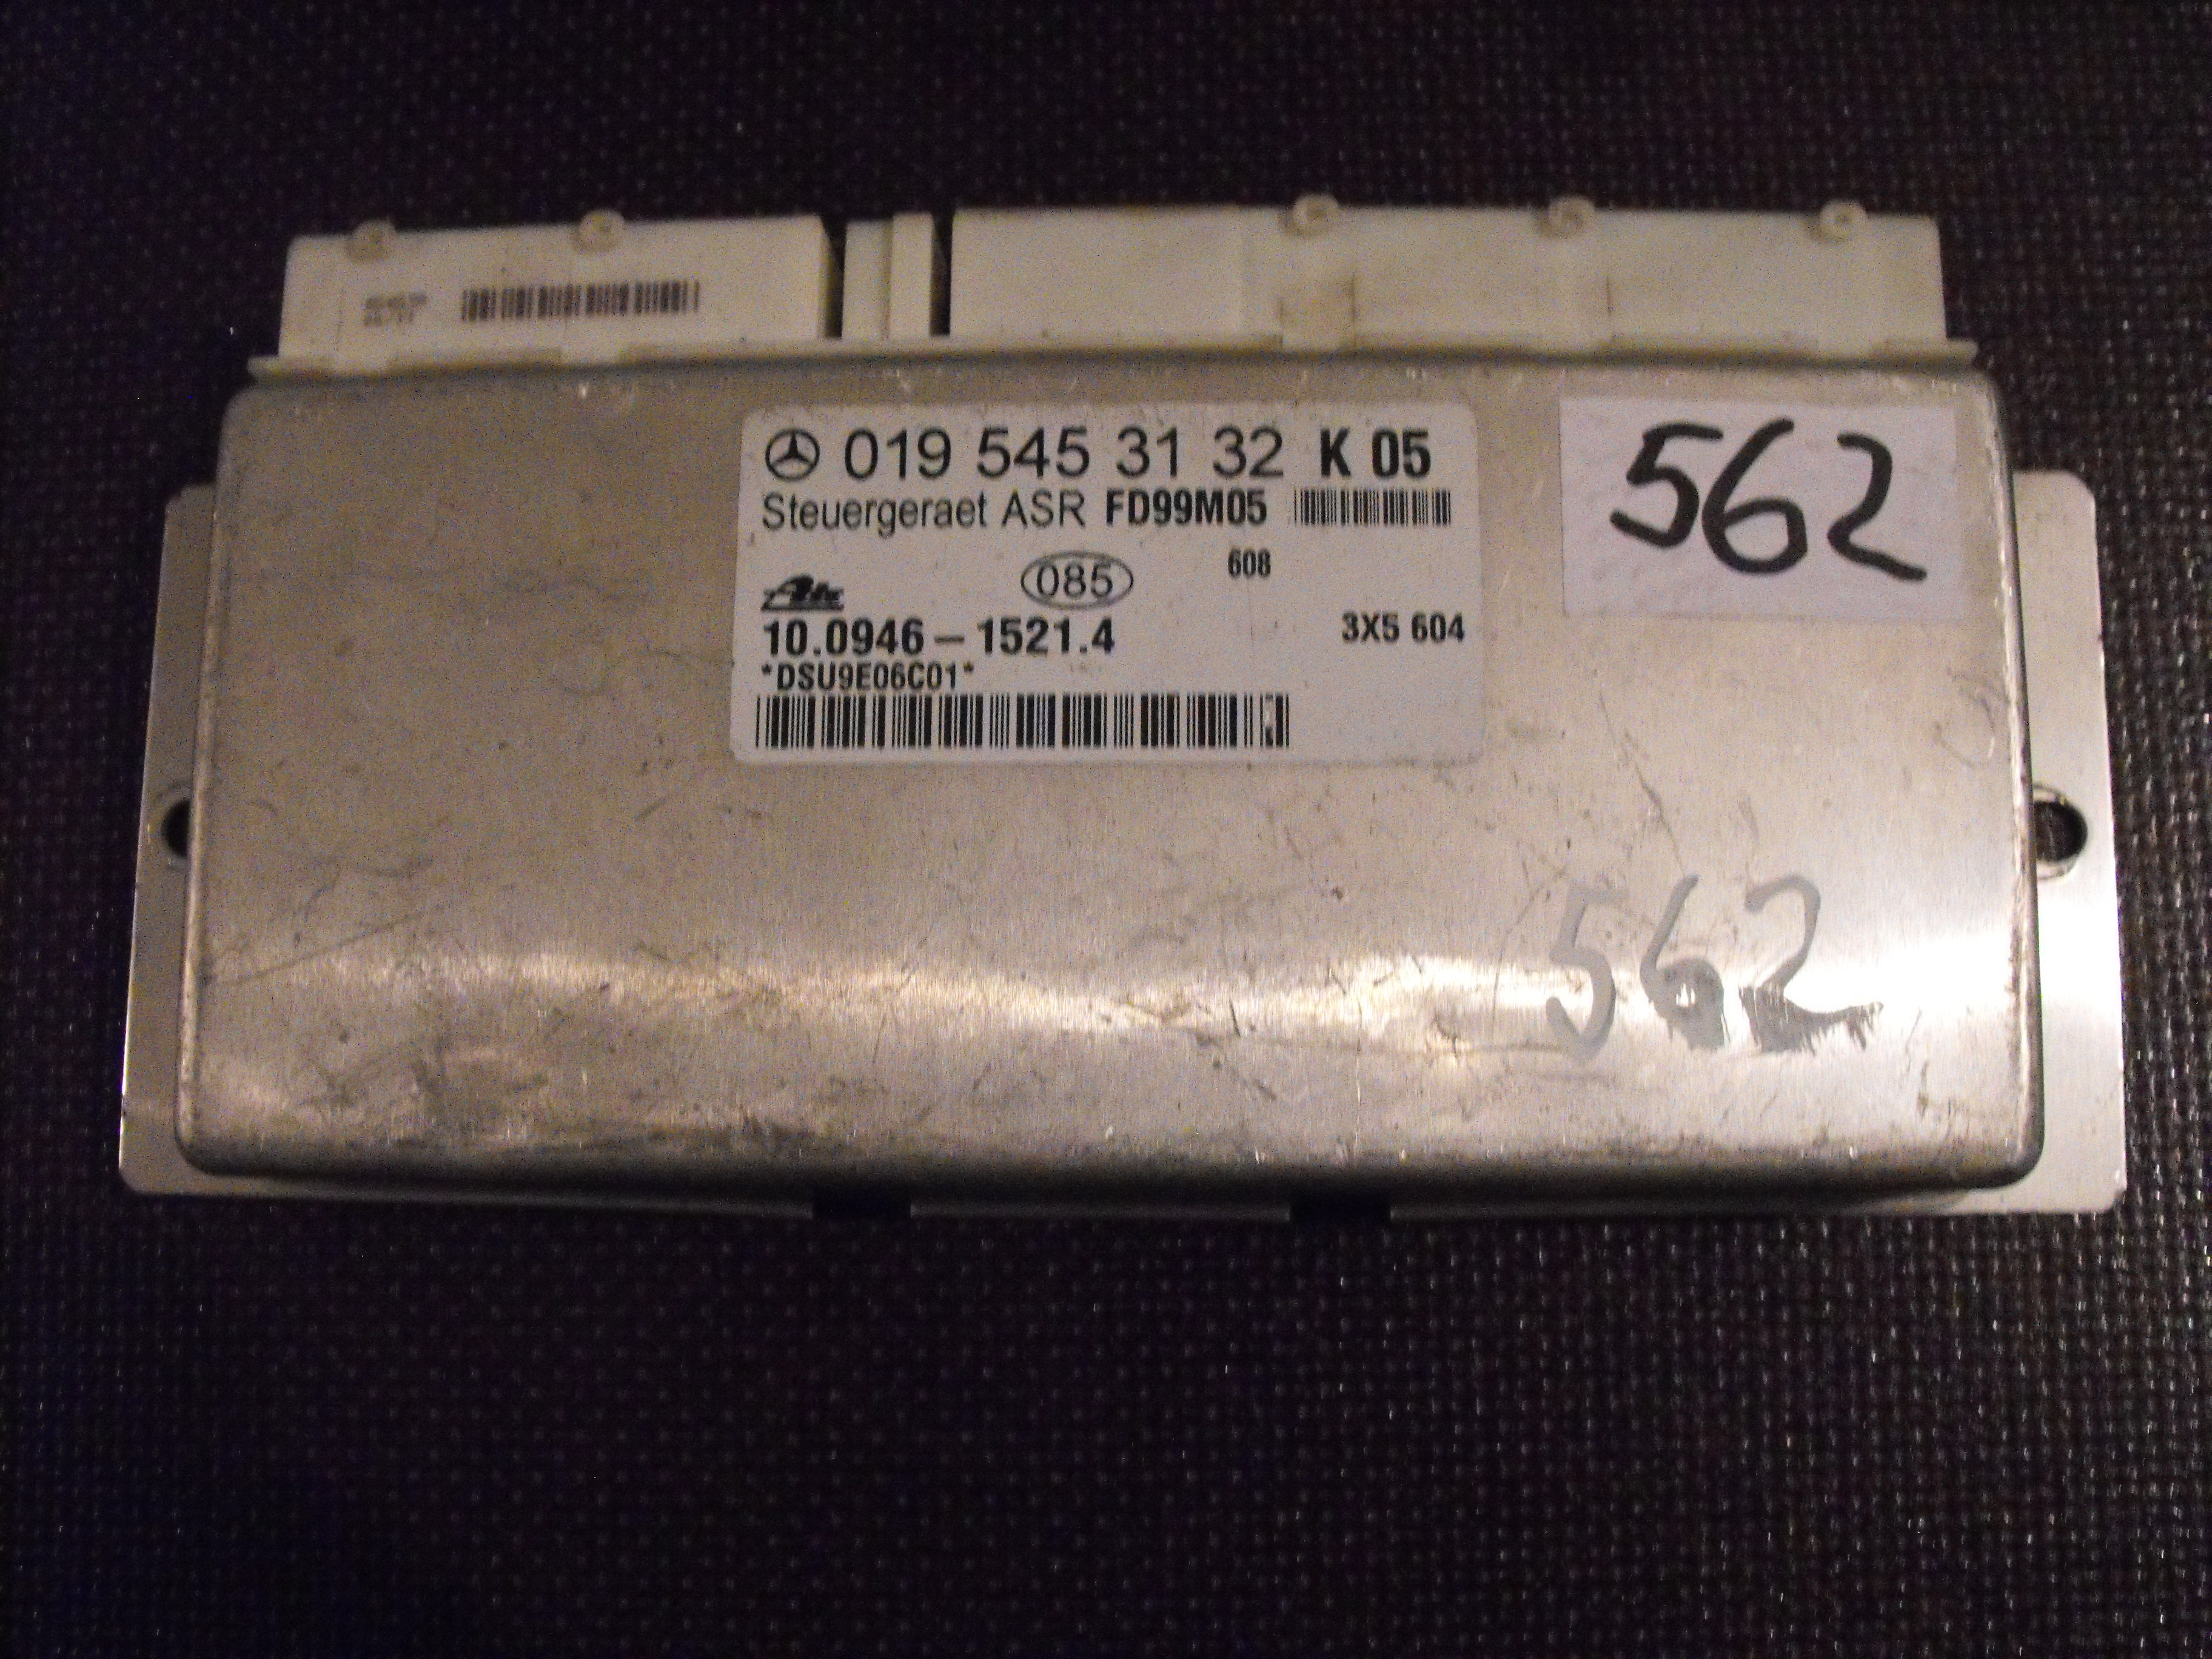 019 545 31 32 K 05
562
Steuergeraet ASR FD99M05
608
085
Ate
10.0946-1521.4
3X5 604
*DSU9E06C01*
562